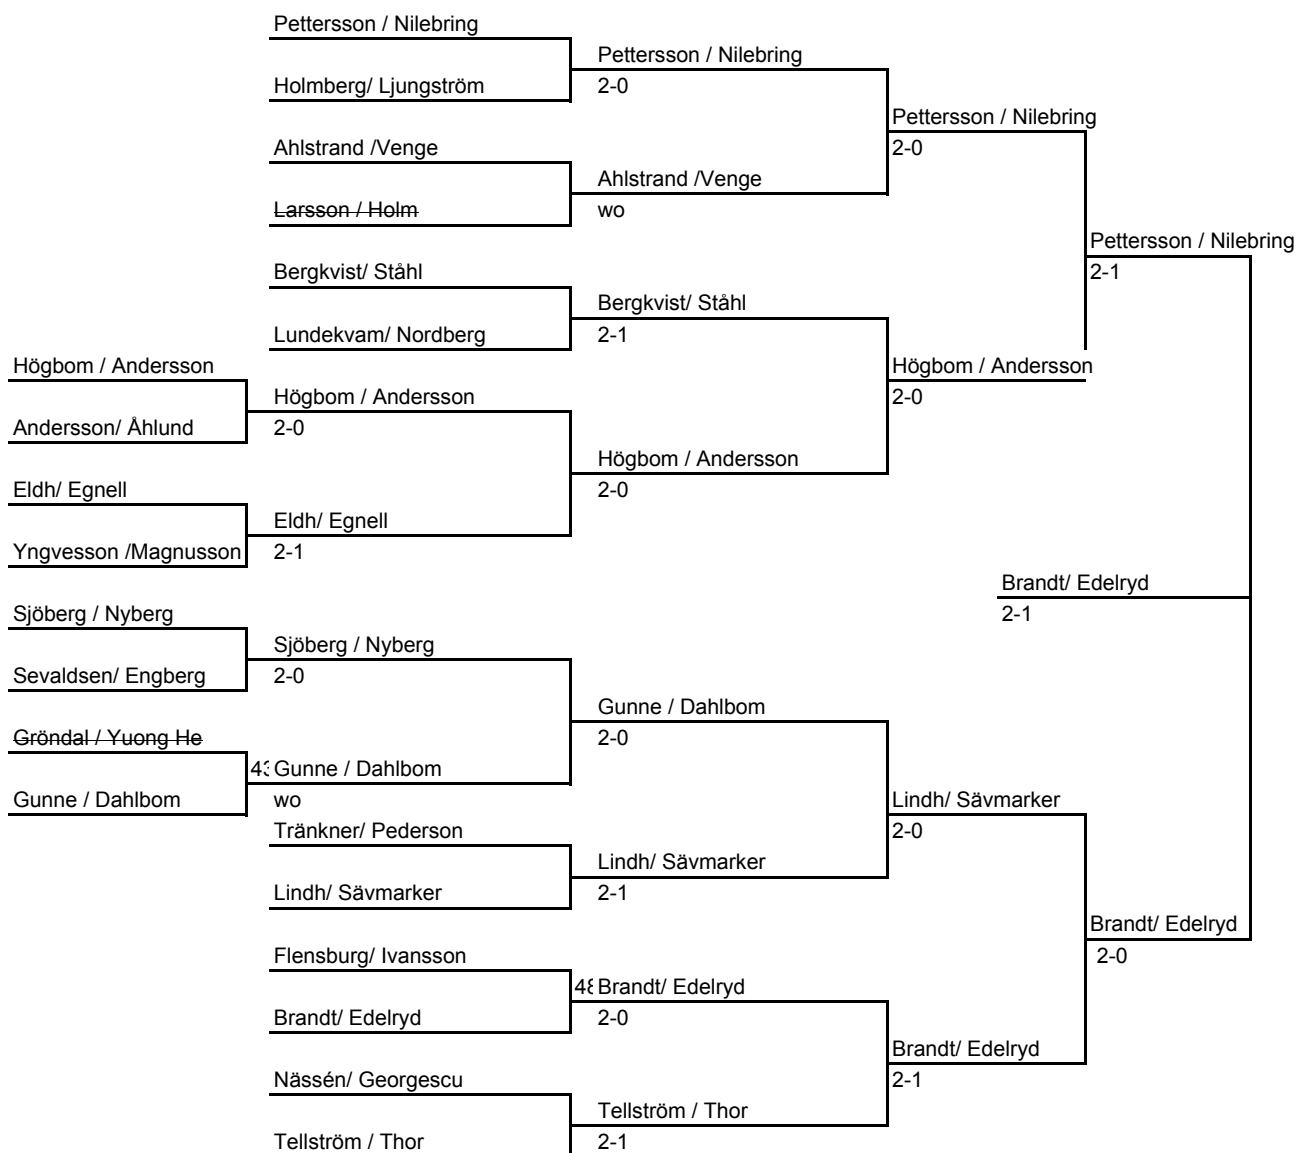 Pettersson / Nilebring
Pettersson / Nilebring
Holmberg/ Ljungström
2-0
Pettersson / Nilebring
Ahlstrand /Venge
2-0
Ahlstrand /Venge
Larsson / Holm
wo
Pettersson / Nilebring
Bergkvist/ Ståhl
2-1
Bergkvist/ Ståhl
Lundekvam/ Nordberg
2-1
Högbom / Andersson
Högbom / Andersson
Högbom / Andersson
2-0
Andersson/ Åhlund
2-0
Högbom / Andersson
Eldh/ Egnell
2-0
Eldh/ Egnell
Yngvesson /Magnusson
2-1
Brandt/ Edelryd
Sjöberg / Nyberg
2-1
Sjöberg / Nyberg
Sevaldsen/ Engberg
2-0
Gunne / Dahlbom
Gröndal / Yuong He
2-0
Gunne / Dahlbom
Gunne / Dahlbom
wo
Lindh/ Sävmarker
Tränkner/ Pederson
2-0
Lindh/ Sävmarker
Lindh/ Sävmarker
2-1
Brandt/ Edelryd
Flensburg/ Ivansson
2-0
Brandt/ Edelryd
Brandt/ Edelryd
2-0
Brandt/ Edelryd
Nässén/ Georgescu
2-1
Tellström / Thor
Tellström / Thor
2-1